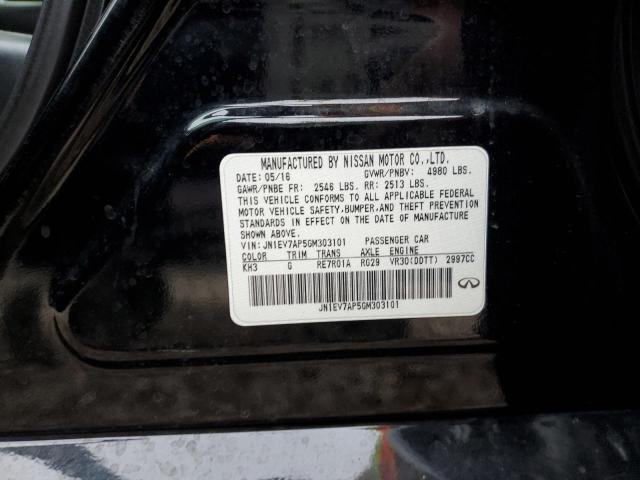 MANUFACTURED BY NISSAN MOTOR CO.,LTD.
DATE: 05/16 GVWR/PNBV: 4980 LBS.
GAWR/PNBE FR: 2546 LBS. RR: 2513 LBS.
THIS VEHICLE CONFORMS TO ALL APPLICABLE FEDERAL
MOTOR VEHICLE SAFETY,BUMPER,AND THEFT PREVENTION
STANDARDS IN EFFECT ON THE DATE OF MANUFACTURE
SHOWN ABOVE.
VIN: JN1EV7AP5GM303101 PASSENGER CAR
COLOR TRIM TRANS AXLE ENGINE
KH3 G RE7R01A R029 VR30(DDTT) 2997CC
JN1EV7AP5GM303101